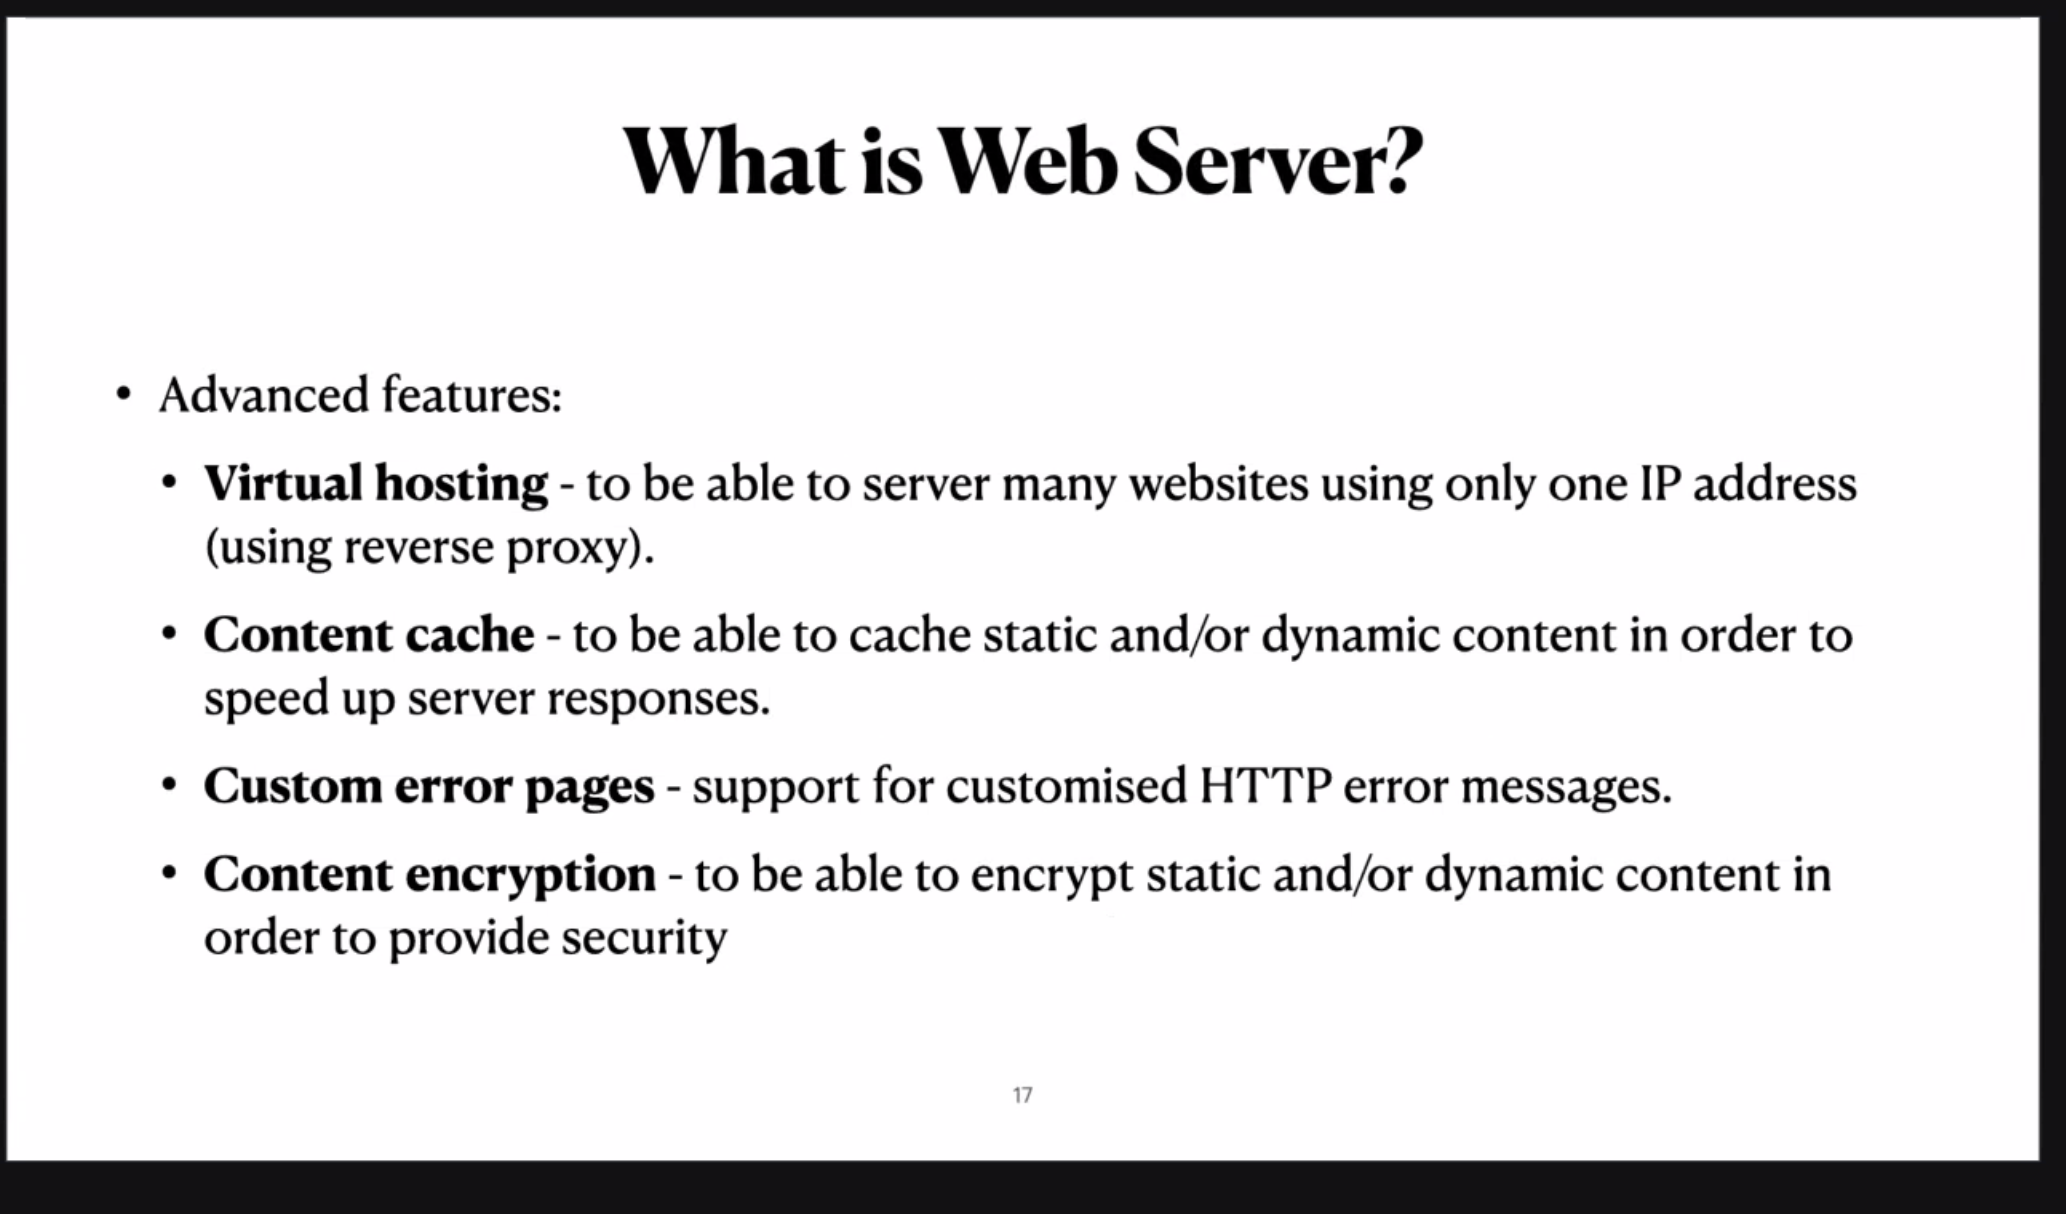 What is Web Server?
• Advanced features:
• Virtual hosting - to be able to server many websites using only one IP address
(using reverse proxy).
• Content cache - to be able to cache static and/or dynamic content in order to
speed up server responses.
• Custom error pages - support for customised HTTP error messages.
• Content encryption - to be able to encrypt static and/or dynamic content in
order to provide security
17